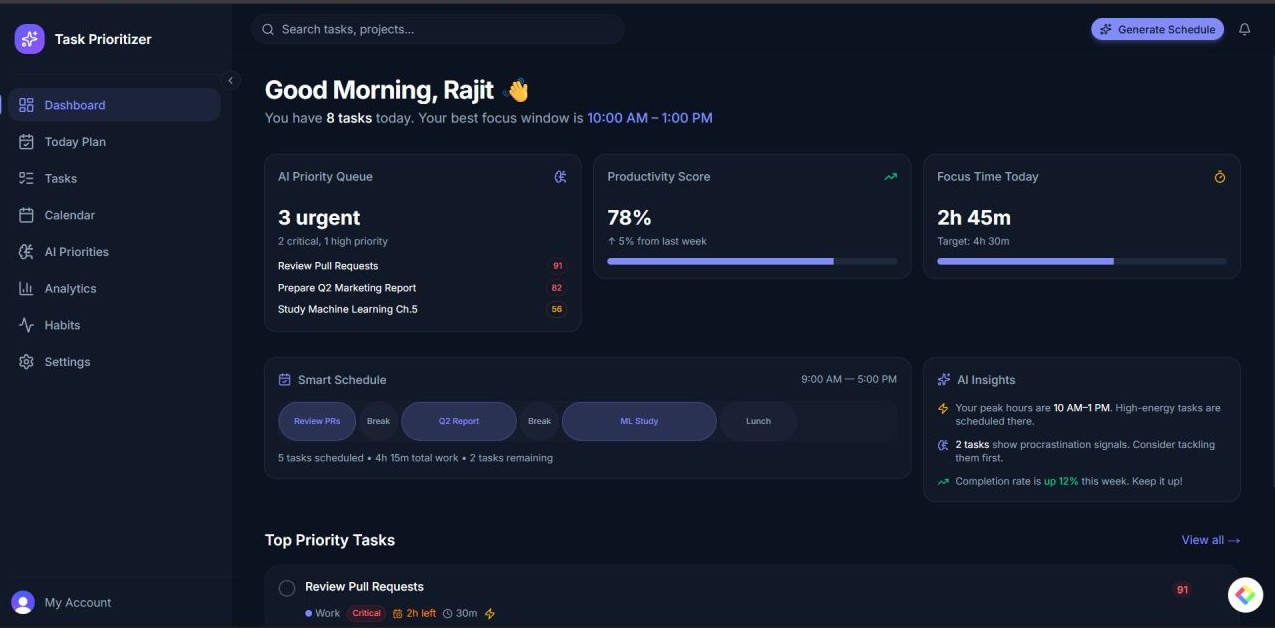 Task Prioritizer
Search tasks, projects...
Generate Schedule
Dashboard
Today Plan
Tasks
Calendar
AI Priorities
Analytics
Habits
Settings
My Account
Good Morning, Rajit 👋
You have 8 tasks today. Your best focus window is 10:00 AM – 1:00 PM
AI Priority Queue
3 urgent
2 critical, 1 high priority
Review Pull Requests 91
Prepare Q2 Marketing Report 82
Study Machine Learning Ch.5 56
Productivity Score
78%
↑ 5% from last week
Focus Time Today
2h 45m
Target: 4h 30m
Smart Schedule 9:00 AM — 5:00 PM
Review PRs Break Q2 Report Break ML Study Lunch
5 tasks scheduled • 4h 15m total work • 2 tasks remaining
AI Insights
Your peak hours are 10 AM–1 PM. High-energy tasks are
scheduled there.
2 tasks show procrastination signals. Consider tackling
them first.
Completion rate is up 12% this week. Keep it up!
Top Priority Tasks View all →
Review Pull Requests 91
Work Critical 2h left 30m